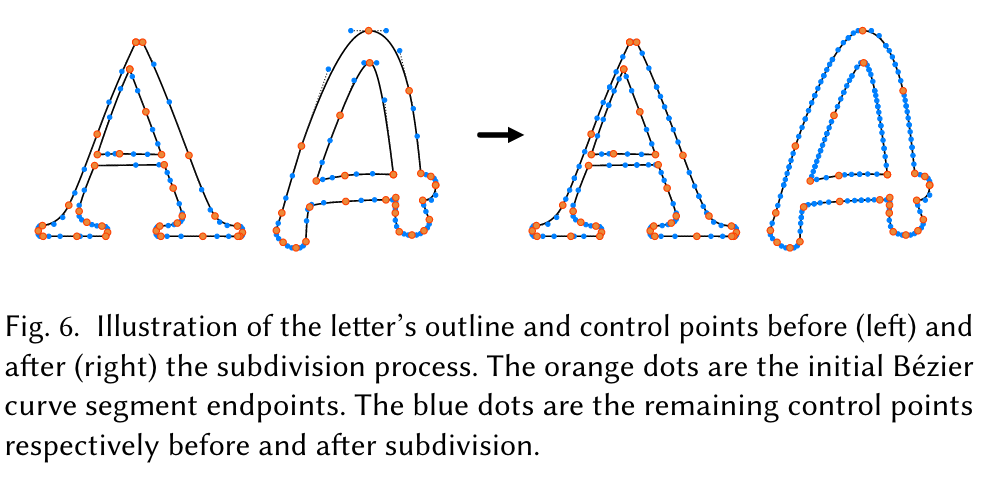 Fig. 6. Illustration of the letter's outline and control points before (left) and
after (right) the subdivision process. The orange dots are the initial Bézier
curve segment endpoints. The blue dots are the remaining control points
respectively before and after subdivision.